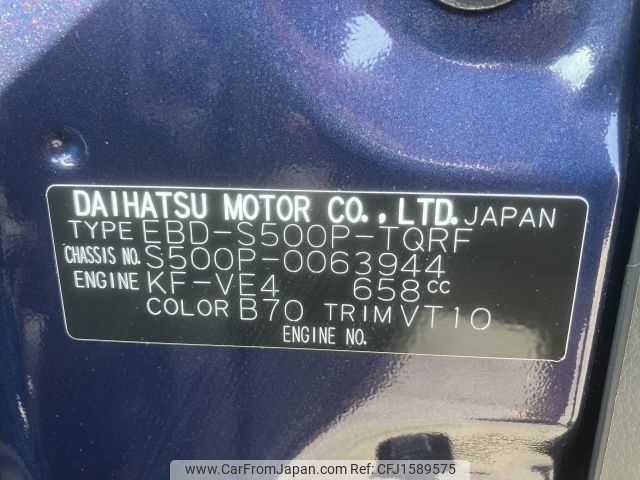 DAIHATSU MOTOR CO., LTD. JAPAN
TYPE EBD-S500P-TQRF
CHASSIS NO. S500P-0063944
ENGINE KF-VE4 658cc
COLOR B70 TRIM VT10
ENGINE NO.
www.CarFromJapan.com | Ref No. CFJ1589575